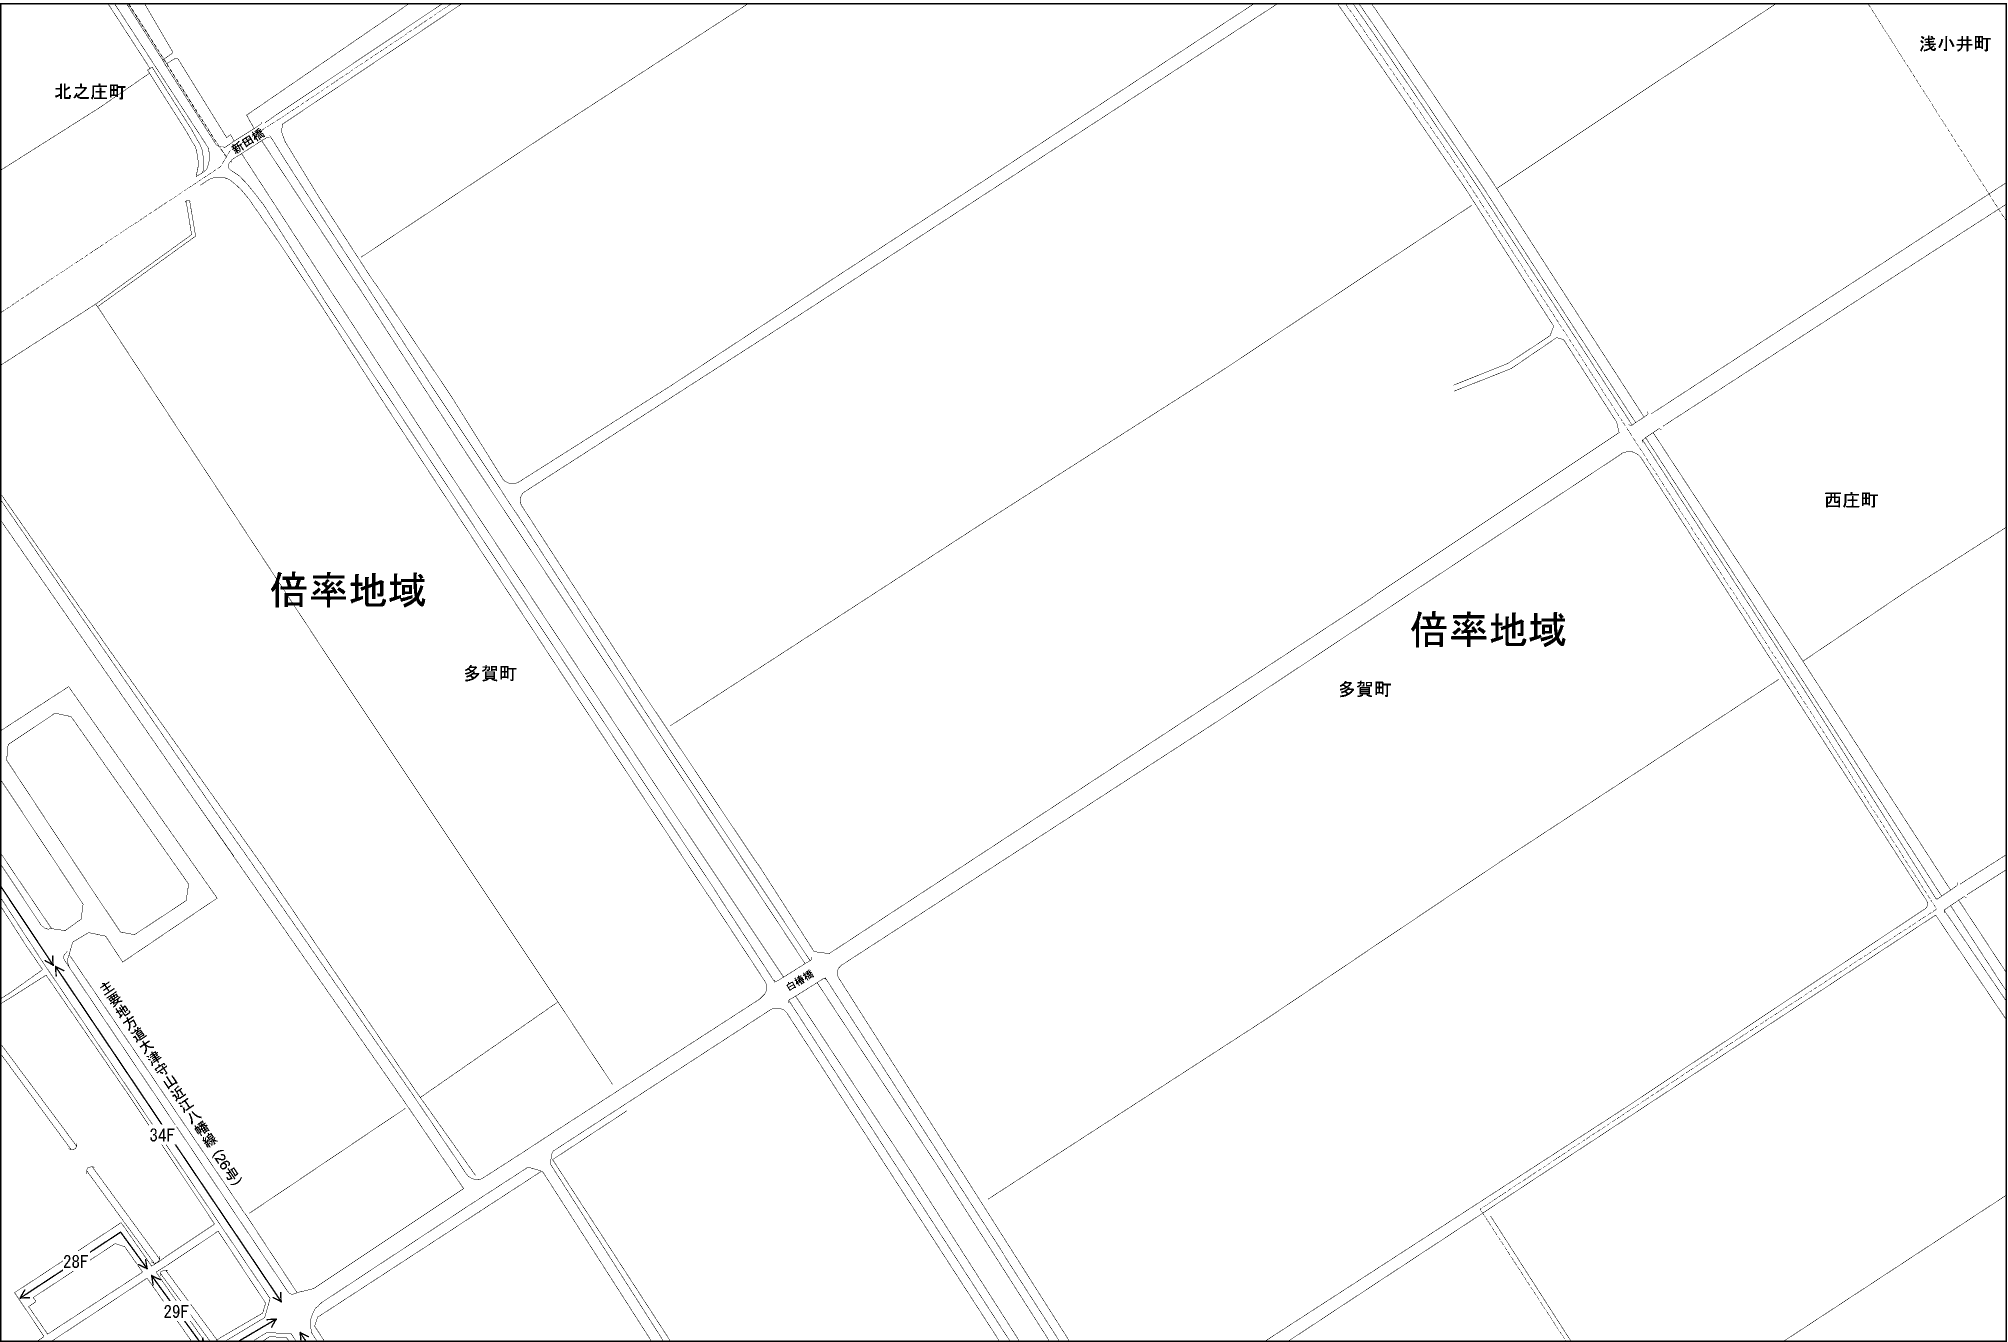 浅小井町
北之庄町
新田橋
西庄町
倍率地域
倍率地域
多賀町
多賀町
白椿橋
主要地方道大津守山近江八幡線(26号)
34F
28F
29F